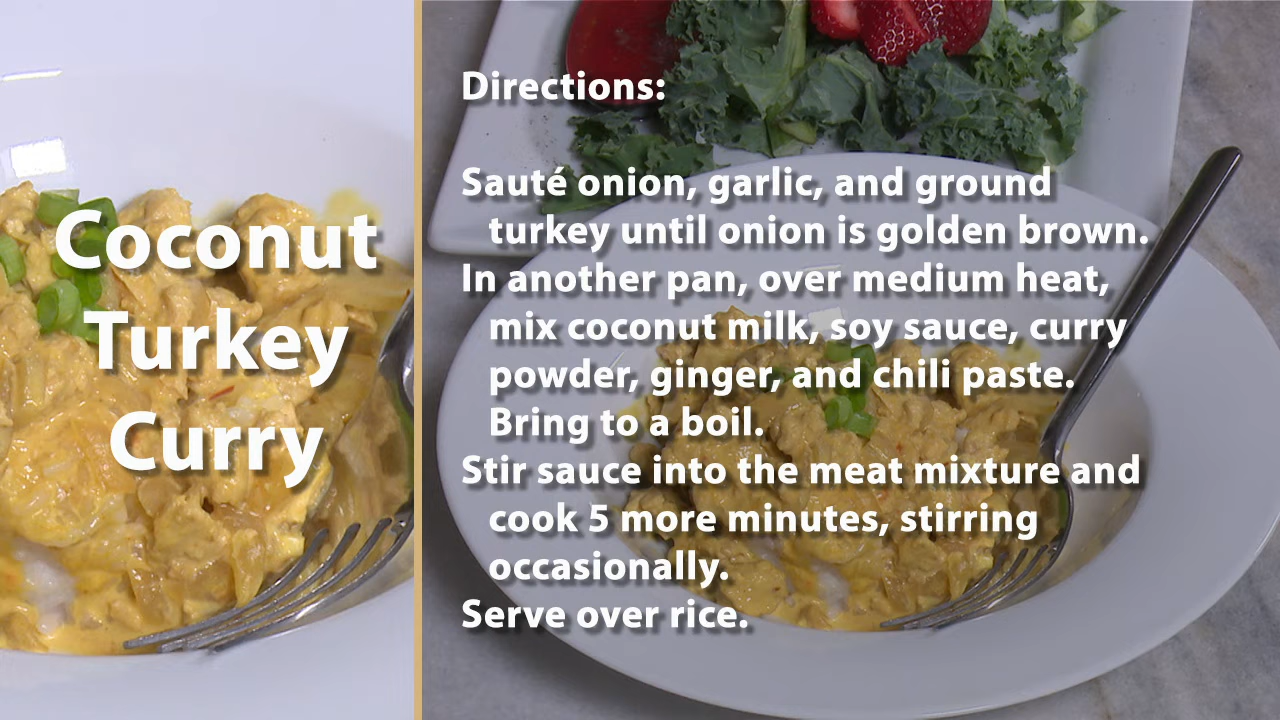 Coconut
Turkey
Curry
Directions:
Sauté onion, garlic, and ground
turkey until onion is golden brown.
In another pan, over medium heat,
mix coconut milk, soy sauce, curry
powder, ginger, and chili paste.
Bring to a boil.
Stir sauce into the meat mixture and
cook 5 more minutes, stirring
occasionally.
Serve over rice.